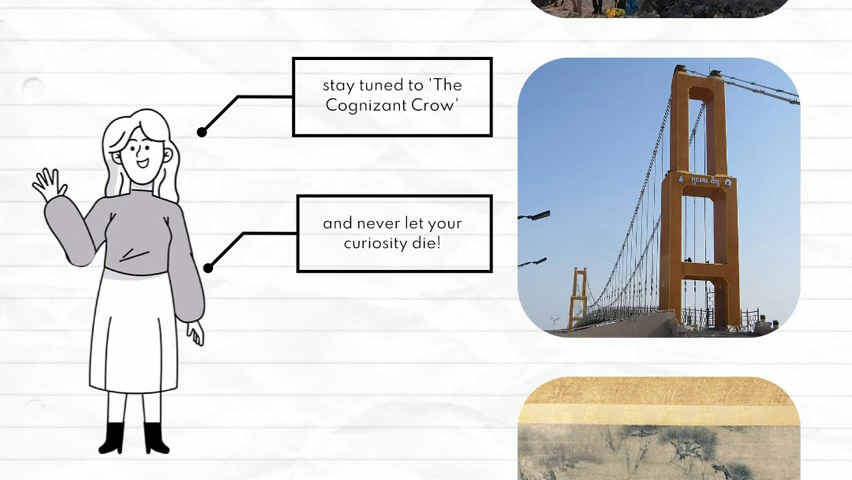 stay tuned to 'The
Cognizant Crow'
and never let your
curiosity die!
સુદામા સેતુ